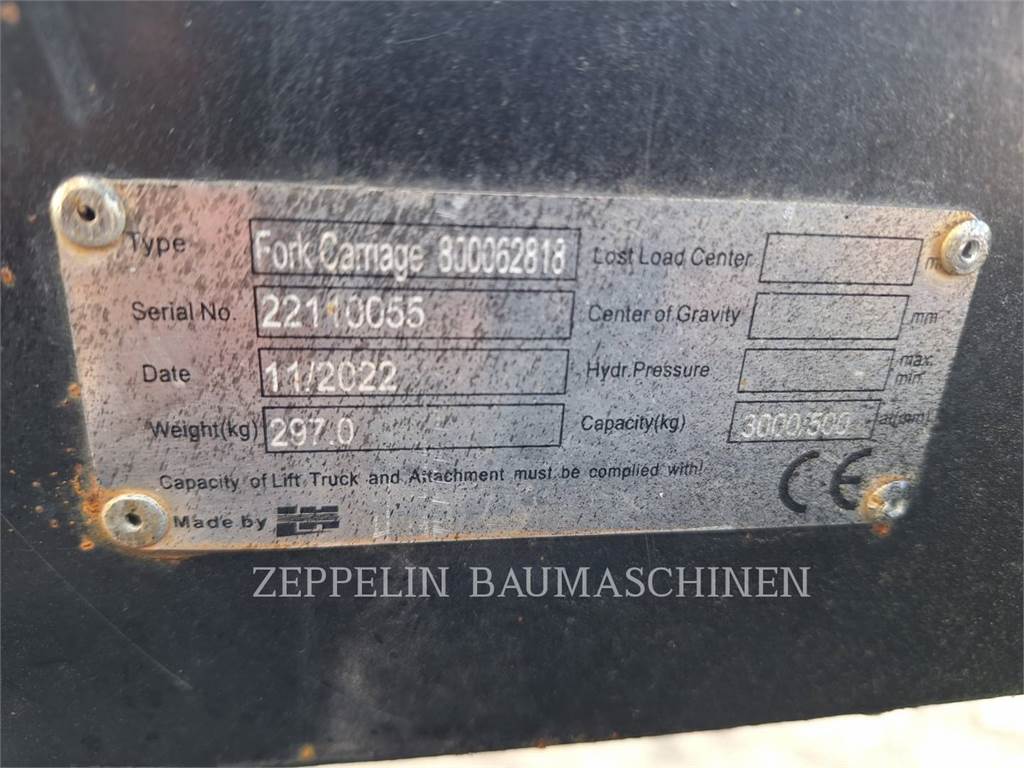 Type Fork Carriage 800062818 Lost Load Center
Serial No. 22110055 Center of Gravity mm
Date 11/2022 Hydr.Pressure max. min.
Weight(kg) 297.0 Capacity(kg) 3000/500 at(mm)
Capacity of Lift Truck and Attachment must be complied with!
CE
Made by
ZEPPELIN BAUMASCHINEN